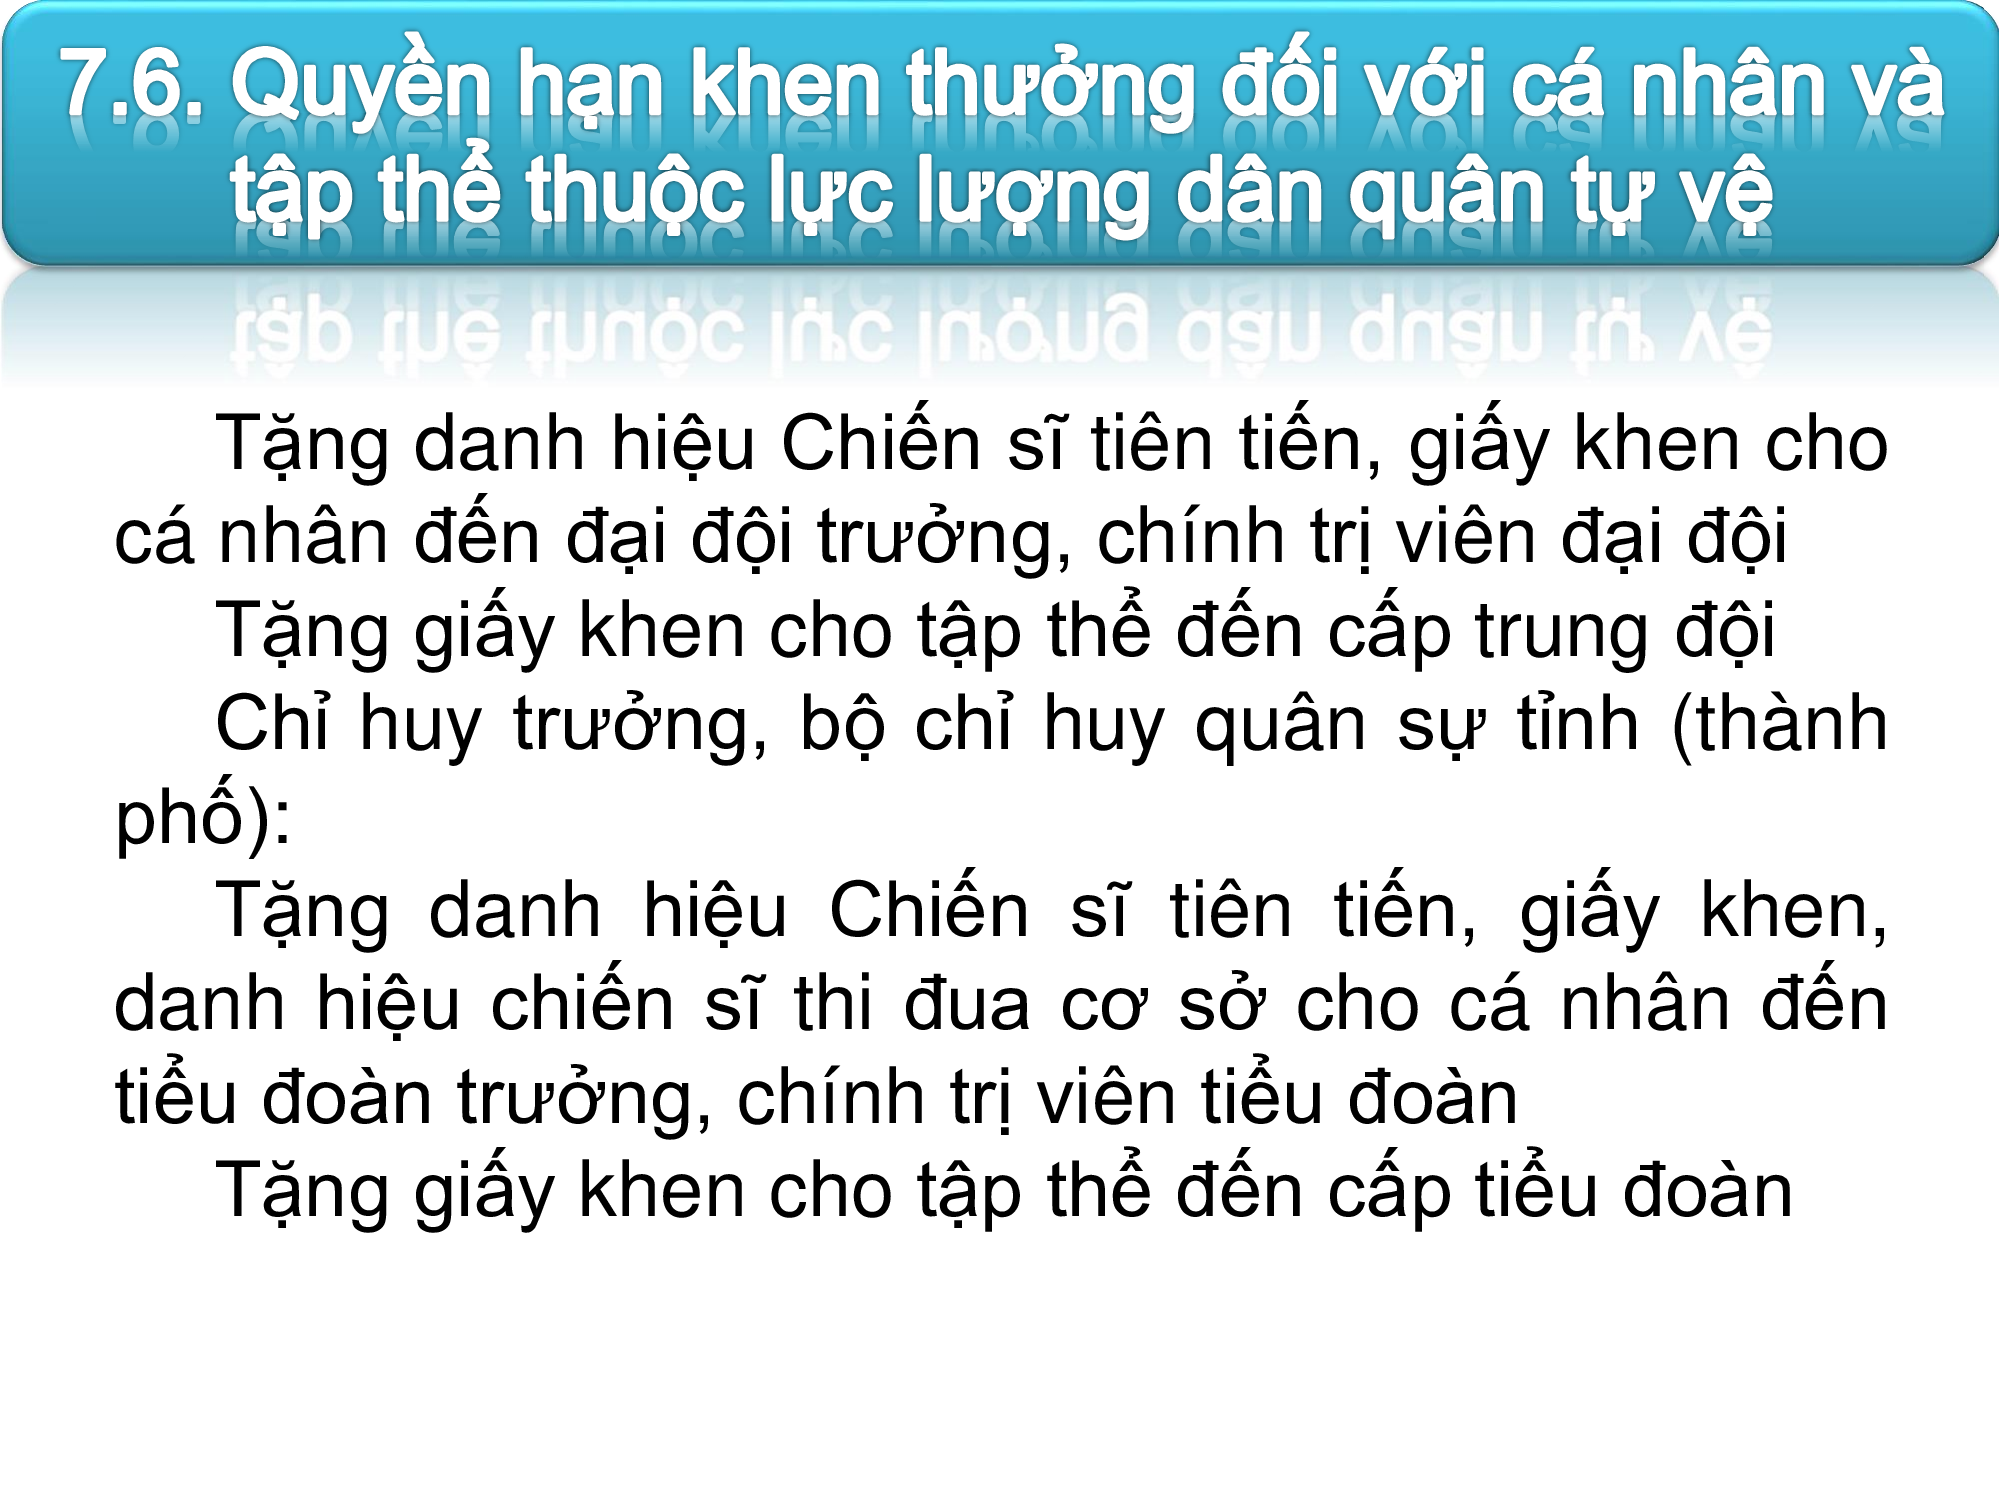 7.6. Quyền hạn khen thưởng đối với cá nhân và
tập thể thuộc lực lượng dân quân tự vệ
Tặng danh hiệu Chiến sĩ tiên tiến, giấy khen cho
cá nhân đến đại đội trưởng, chính trị viên đại đội
Tặng giấy khen cho tập thể đến cấp trung đội
Chỉ huy trưởng, bộ chỉ huy quân sự tỉnh (thành
phố):
Tặng danh hiệu Chiến sĩ tiên tiến, giấy khen,
danh hiệu chiến sĩ thi đua cơ sở cho cá nhân đến
tiểu đoàn trưởng, chính trị viên tiểu đoàn
Tặng giấy khen cho tập thể đến cấp tiểu đoàn